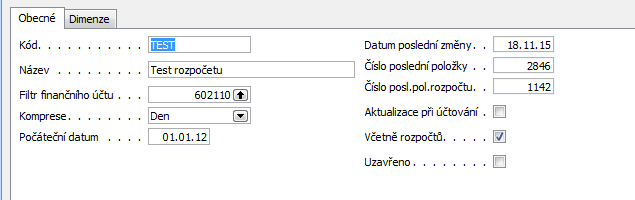 Obecné Dimenze
Kód. . . . . . . . . . . TEST
Název . . . . . . . . . Test rozpočetu
Filtr finančního účtu . . . 602110
Komprese. . . . . . . . Den
Počáteční datum . . . . 01.01.12
Datum poslední změny. . 18.11.15
Číslo poslední položky . . 2846
Číslo posl.pol.rozpočtu. . 1142
Aktualizace při účtování .
Včetně rozpočtů. . . . .
Uzavřeno . . . . . . . .